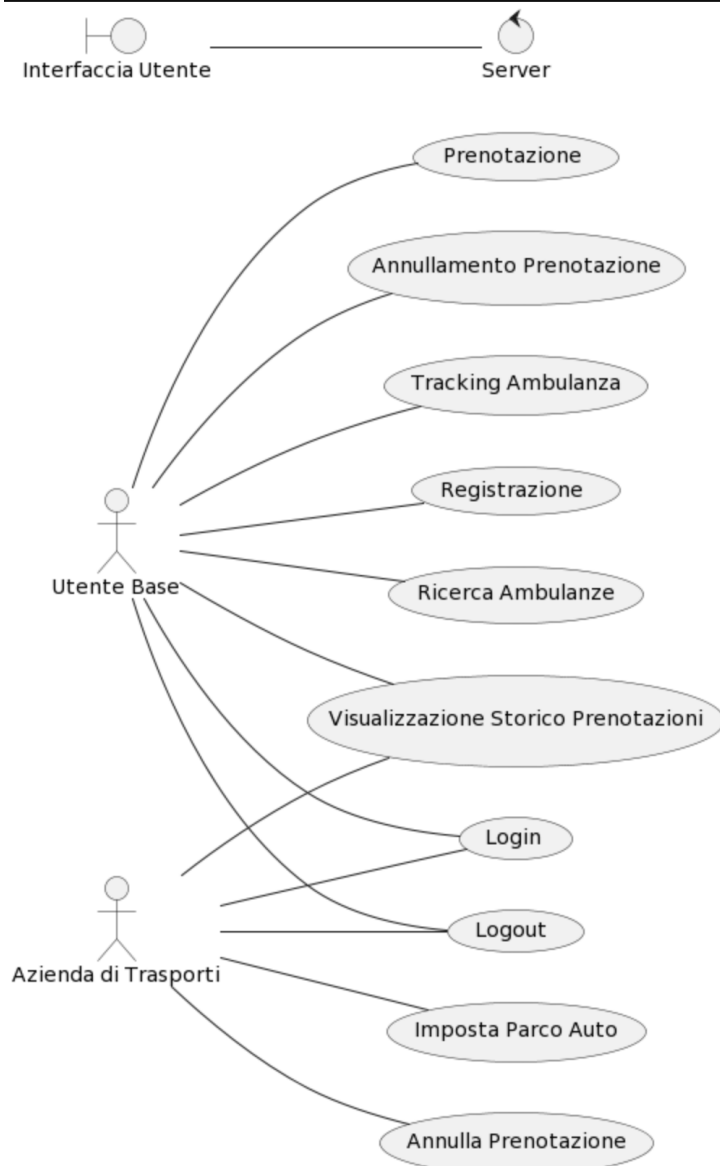 Interfaccia Utente
Server
Prenotazione
Annullamento Prenotazione
Tracking Ambulanza
Registrazione
Utente Base
Ricerca Ambulanze
Visualizzazione Storico Prenotazioni
Login
Logout
Azienda di Trasporti
Imposta Parco Auto
Annulla Prenotazione